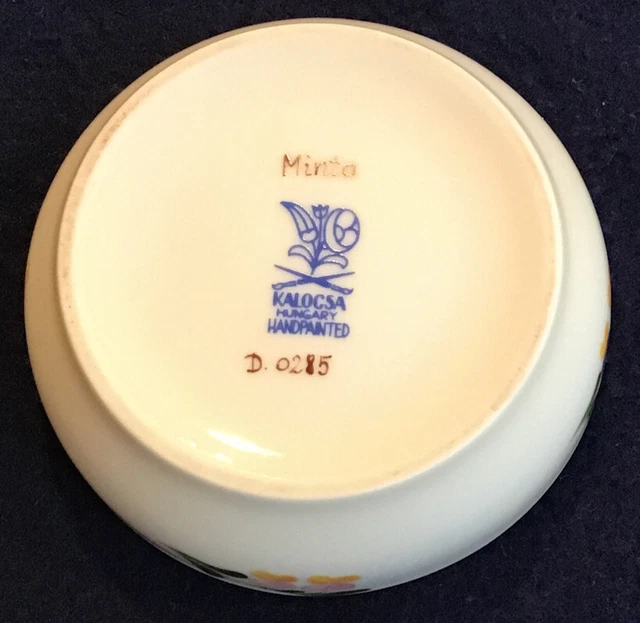 Minta
KALOCSA
HUNGARY
HANDPAINTED
D. 0285